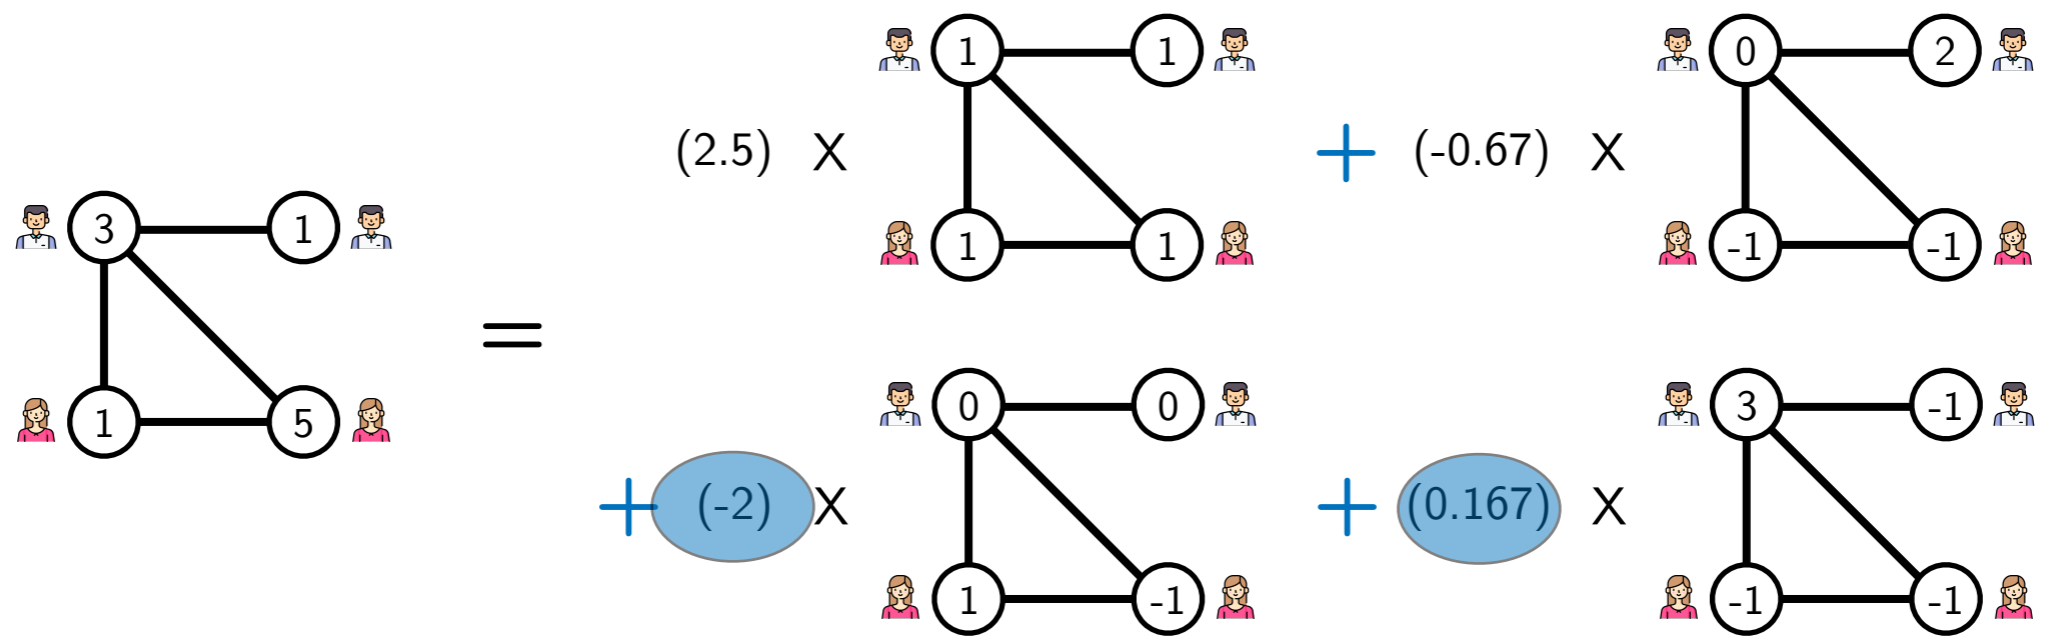 1 1 0 2
(2.5) X + (-0.67) X
3 1
1 1 -1 -1
=
0 0 3 -1
1 5
+ (-2) X + (0.167) X
1 -1 -1 -1